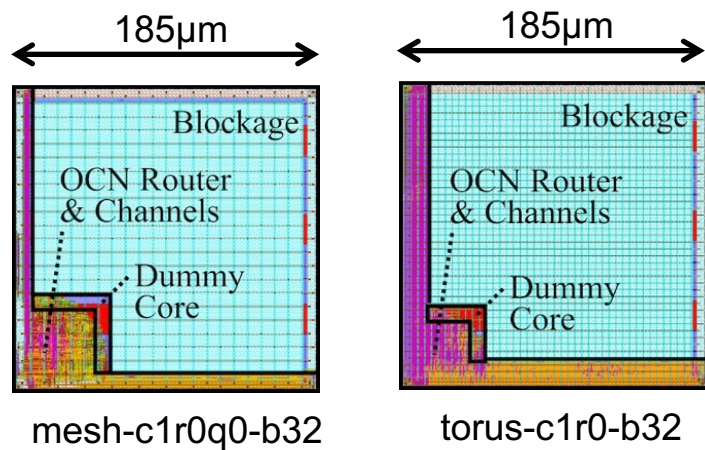 185μm
185μm
Blockage
OCN Router
& Channels
Dummy
Core
Blockage
OCN Router
& Channels
Dummy
Core
mesh-c1r0q0-b32
torus-c1r0-b32